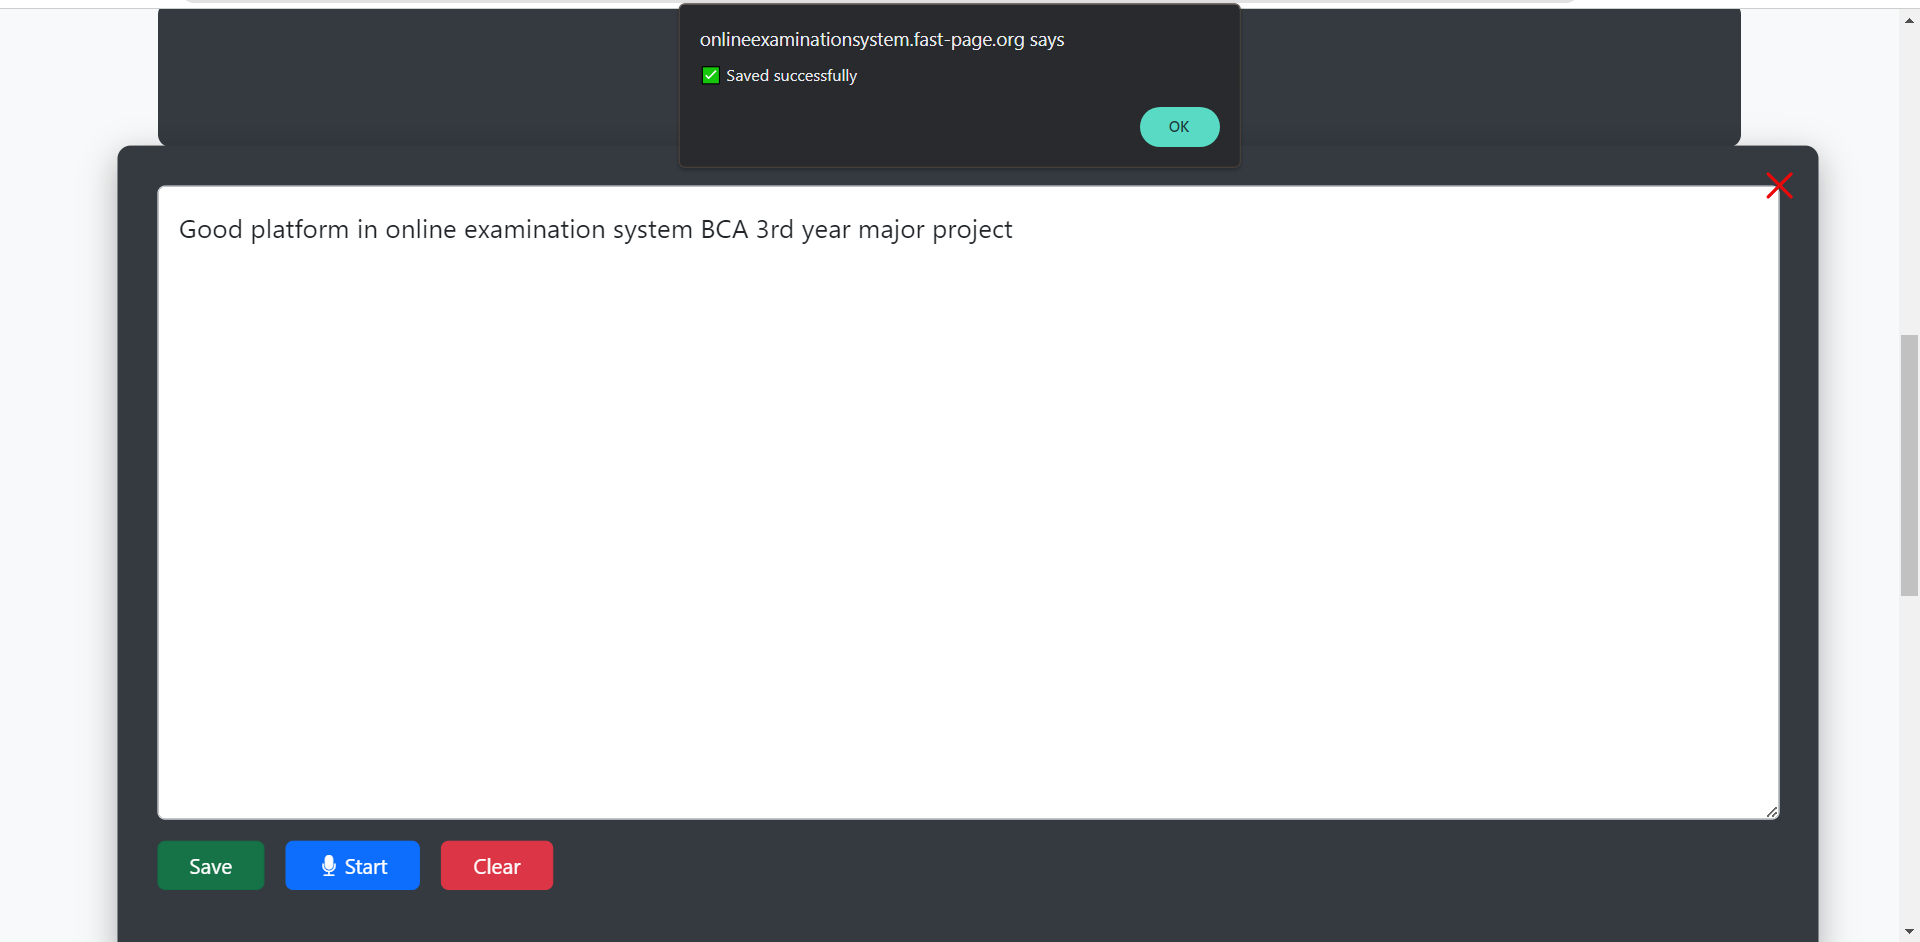 onlineexaminationsystem.fast-page.org says
✅ Saved successfully
OK
Good platform in online examination system BCA 3rd year major project
Save
Start
Clear